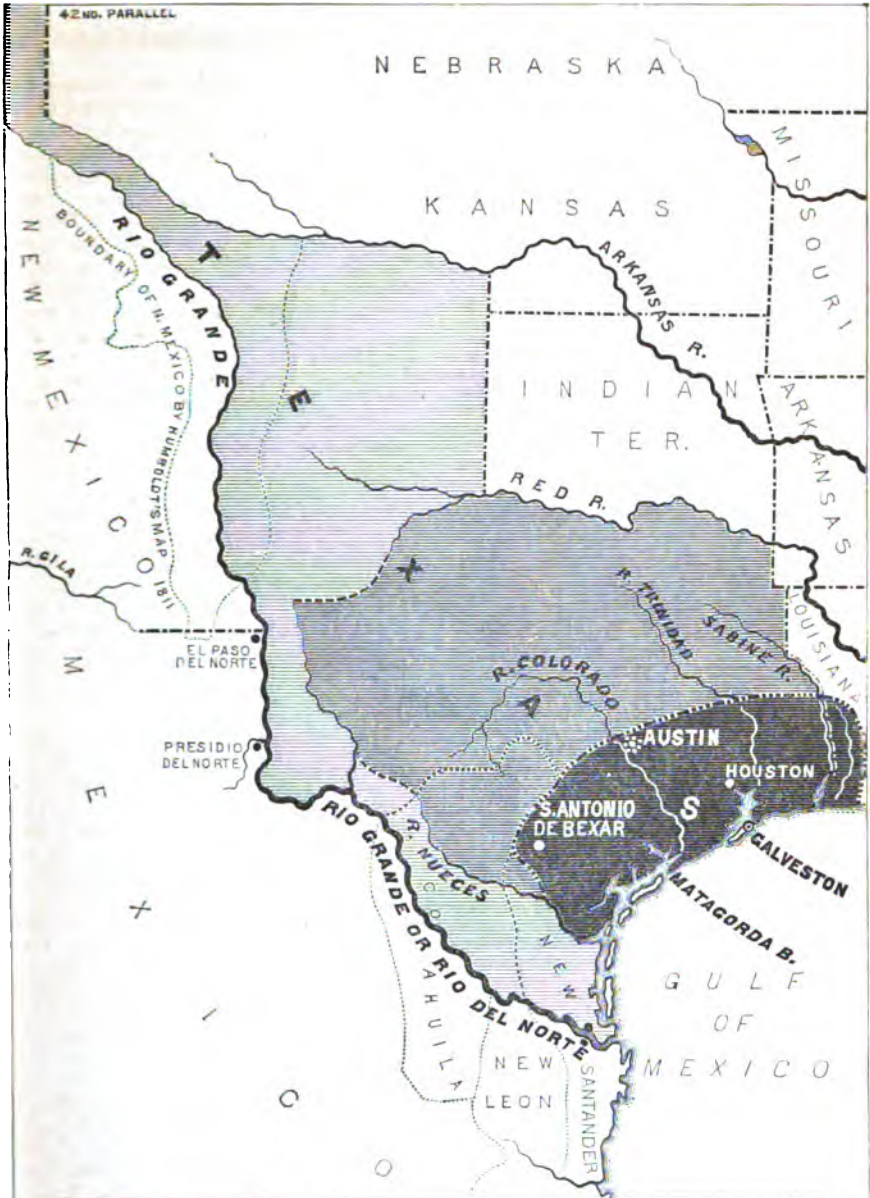 42ND. PARALLEL
NEBRASKA
MISSOURI
KANSAS
ARKANSAS R.
RIO GRANDE
BOUNDARY OF N. MEXICO BY HUMBOLDT'S MAP 1811
NEW MEXICO
TEXAS
INDIAN
TER.
ARKANSAS
RED R.
R. GILA
R. TRINIDAD
SABINE R.
LOUISIANA
EL PASO
DEL NORTE
R. COLORADO
PRESIDIO
DEL NORTE
AUSTIN
HOUSTON
S. ANTONIO
DE BEXAR
GALVESTON
MATAGORDA B.
RIO GRANDE OR RIO DEL NORTE
R. NUECES
COAHUILA
NEW
MEXICO
GULF
OF
MEXICO
NEW
LEON
SANTANDER